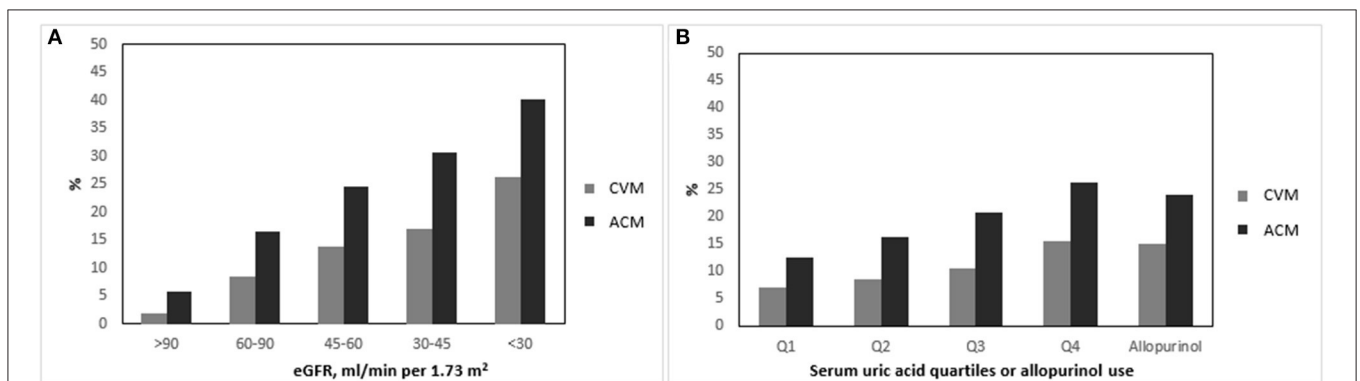 A
50
45
40
35
30
25
20
15
10
5
0
%
>90 60-90 45-60 30-45 <30
eGFR, ml/min per 1.73 m²
CVM
ACM
B
50
45
40
35
30
25
20
15
10
5
0
%
Q1 Q2 Q3 Q4 Allopurinol
Serum uric acid quartiles or allopurinol use
CVM
ACM